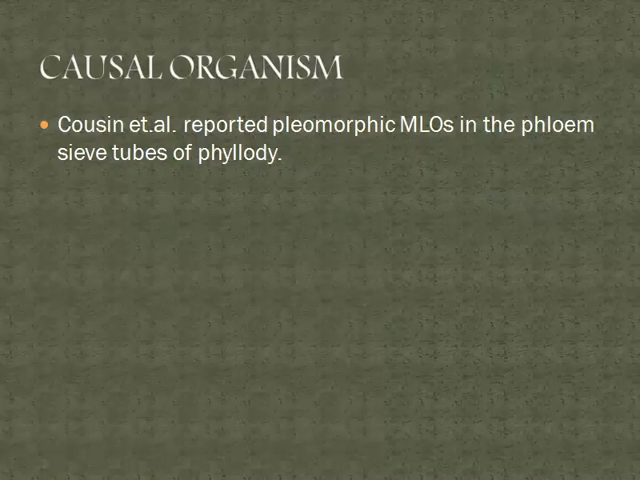 CAUSAL ORGANISM
Cousin et.al. reported pleomorphic MLOs in the phloem
sieve tubes of phyllody.